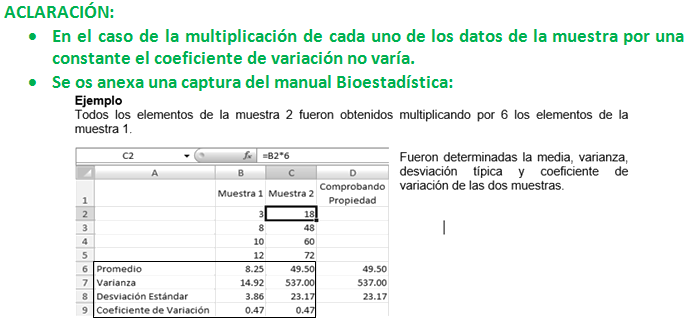 ACLARACIÓN:
• En el caso de la multiplicación de cada uno de los datos de la muestra por una
constante el coeficiente de variación no varía.
• Se os anexa una captura del manual Bioestadística:
Ejemplo
Todos los elementos de la muestra 2 fueron obtenidos multiplicando por 6 los elementos de la
muestra 1.
C2 fx =B2*6
A B C D
1 Muestra 1 Muestra 2 Comprobando
Propiedad
2 3 18
3 8 48
4 10 60
5 12 72
6 Promedio 8.25 49.50 49.50
7 Varianza 14.92 537.00 537.00
8 Desviación Estándar 3.86 23.17 23.17
9 Coeficiente de Variación 0.47 0.47
Fueron determinadas la media, varianza,
desviación típica y coeficiente de
variación de las dos muestras.